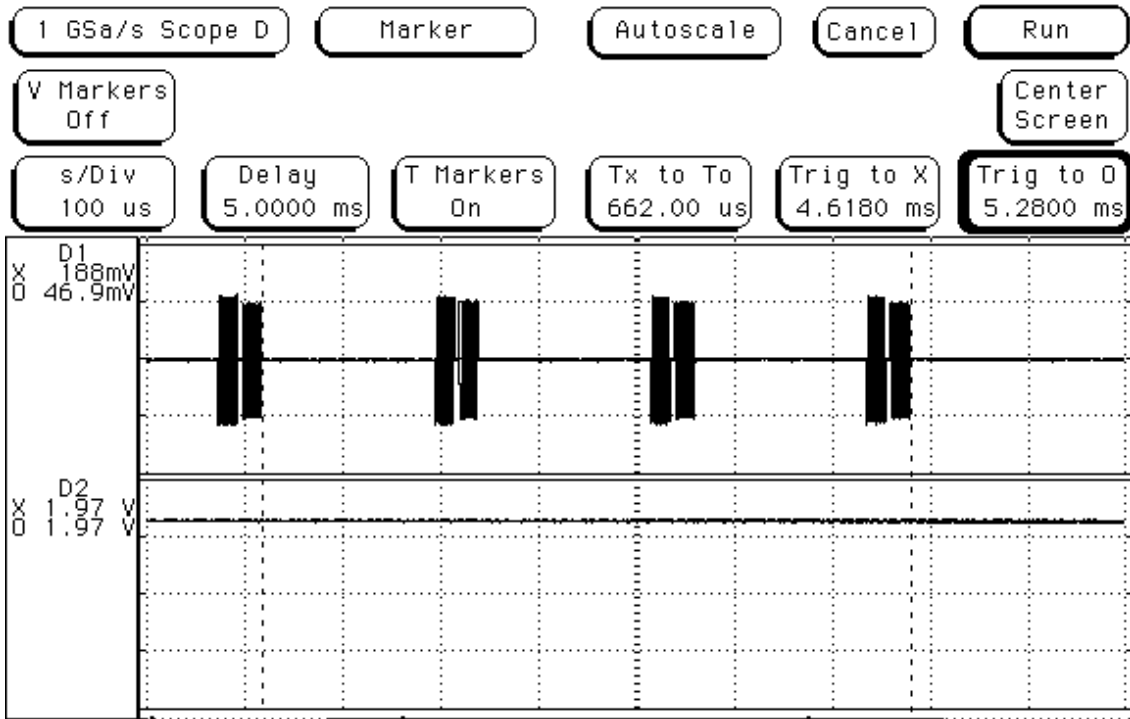 1 GSa/s Scope D
Marker
Autoscale
Cancel
Run
V Markers
Off
Center
Screen
s/Div
100 us
Delay
5.0000 ms
T Markers
On
Tx to To
662.00 us
Trig to X
4.6180 ms
Trig to O
5.2800 ms
D1
X 188mV
O 46.9mV
D2
X 1.97 V
O 1.97 V